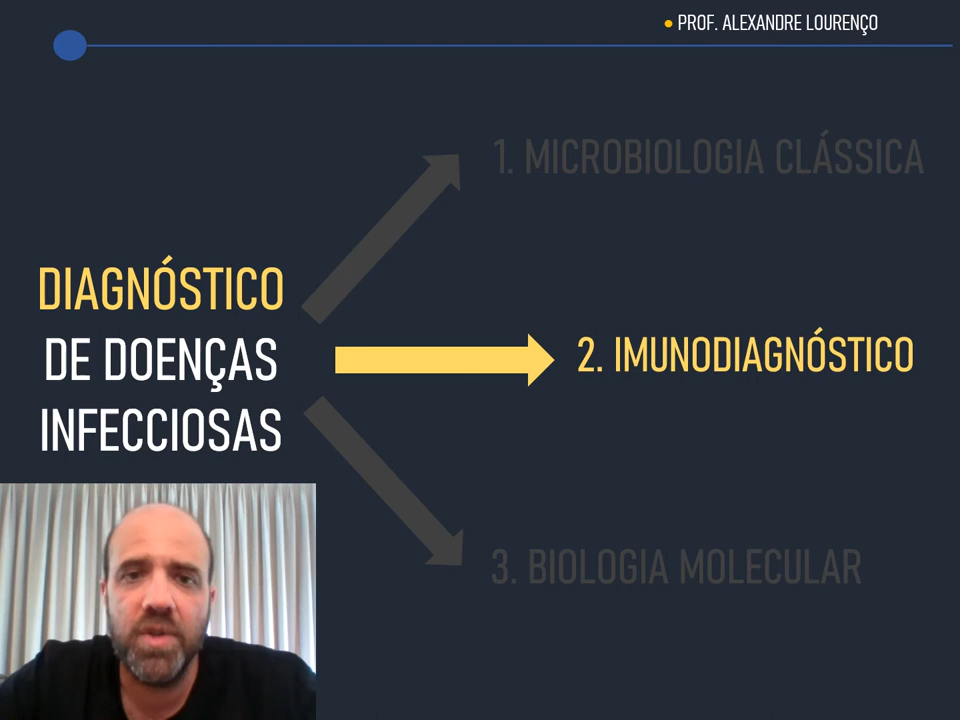 PROF. ALEXANDRE LOURENÇO
1. MICROBIOLOGIA CLÁSSICA
DIAGNÓSTICO
DE DOENÇAS
INFECCIOSAS
2. IMUNODIAGNÓSTICO
3. BIOLOGIA MOLECULAR